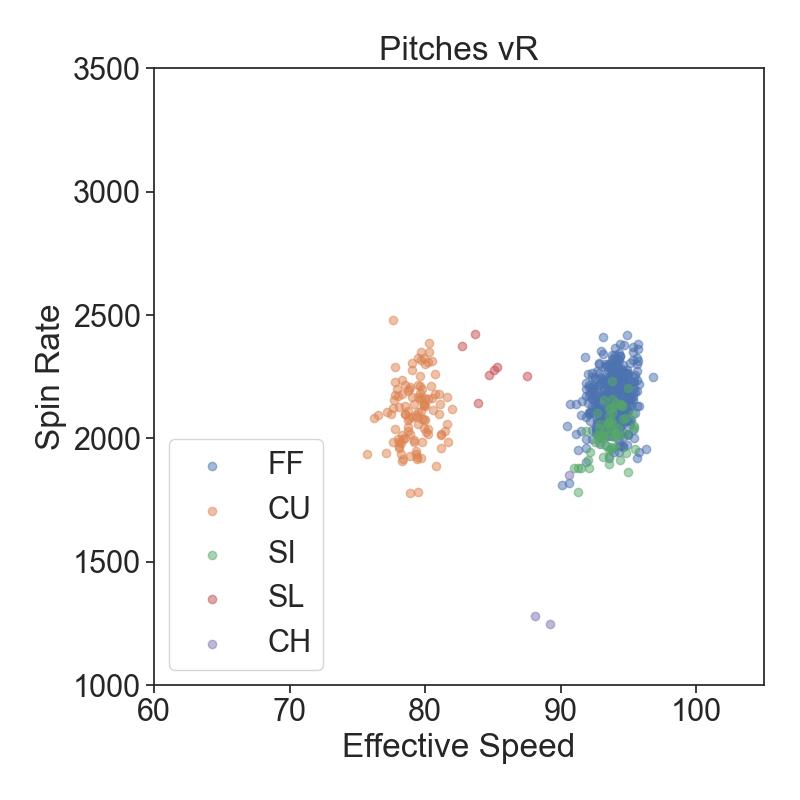 Pitches vR
3500
3000
2500
2000
1500
1000
Spin Rate
FF
CU
SI
SL
CH
60 70 80 90 100
Effective Speed